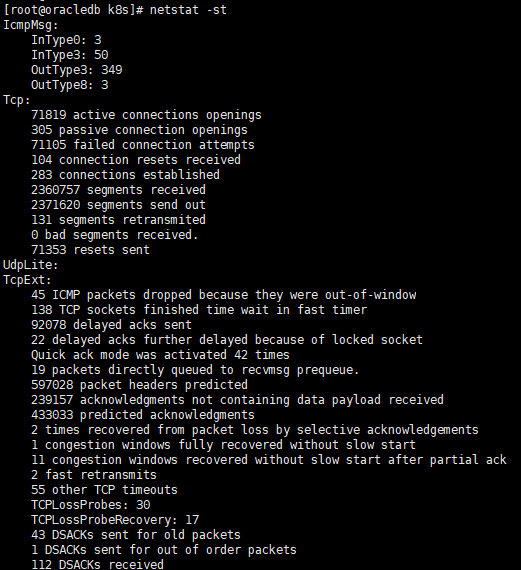 [root@oracledb k8s]# netstat -st
IcmpMsg:
InType0: 3
InType3: 50
OutType3: 349
OutType8: 3
Tcp:
71819 active connections openings
305 passive connection openings
71105 failed connection attempts
104 connection resets received
283 connections established
2360757 segments received
2371620 segments send out
131 segments retransmited
0 bad segments received.
71353 resets sent
UdpLite:
TcpExt:
45 ICMP packets dropped because they were out-of-window
138 TCP sockets finished time wait in fast timer
92078 delayed acks sent
22 delayed acks further delayed because of locked socket
Quick ack mode was activated 42 times
19 packets directly queued to recvmsg prequeue.
597028 packet headers predicted
239157 acknowledgments not containing data payload received
433033 predicted acknowledgments
2 times recovered from packet loss by selective acknowledgements
1 congestion windows fully recovered without slow start
11 congestion windows recovered without slow start after partial ack
2 fast retransmits
55 other TCP timeouts
TCPLossProbes: 30
TCPLossProbeRecovery: 17
43 DSACKs sent for old packets
1 DSACKs sent for out of order packets
112 DSACKs received